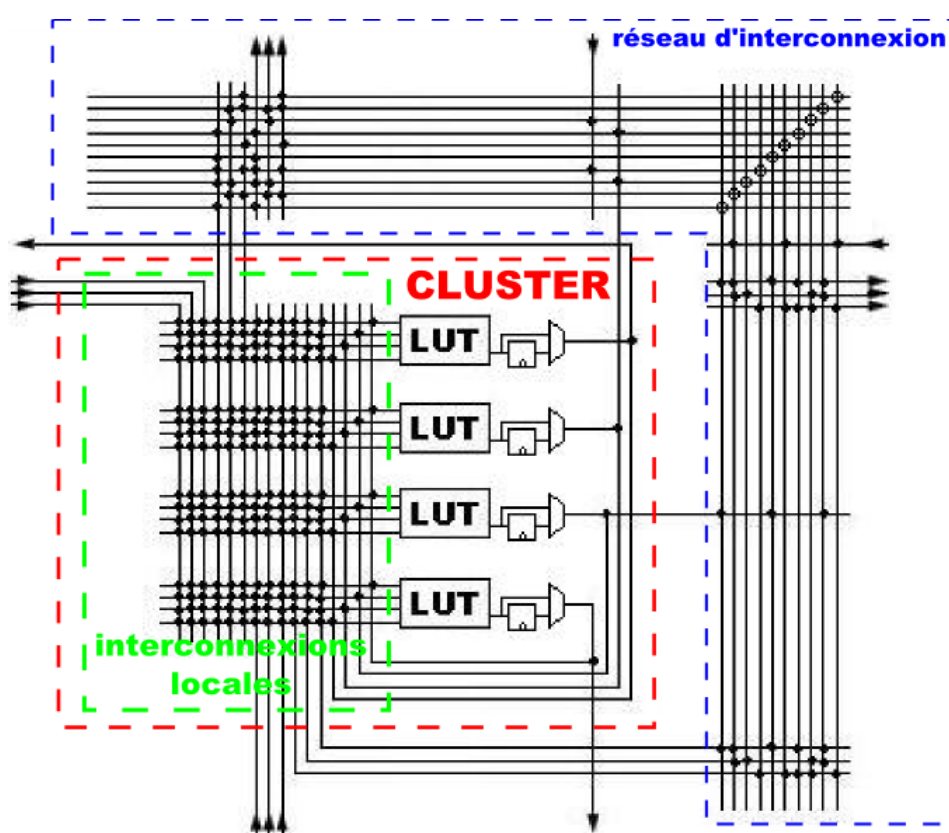 réseau d'interconnexion
CLUSTER
LUT
LUT
LUT
LUT
interconnexions
locales